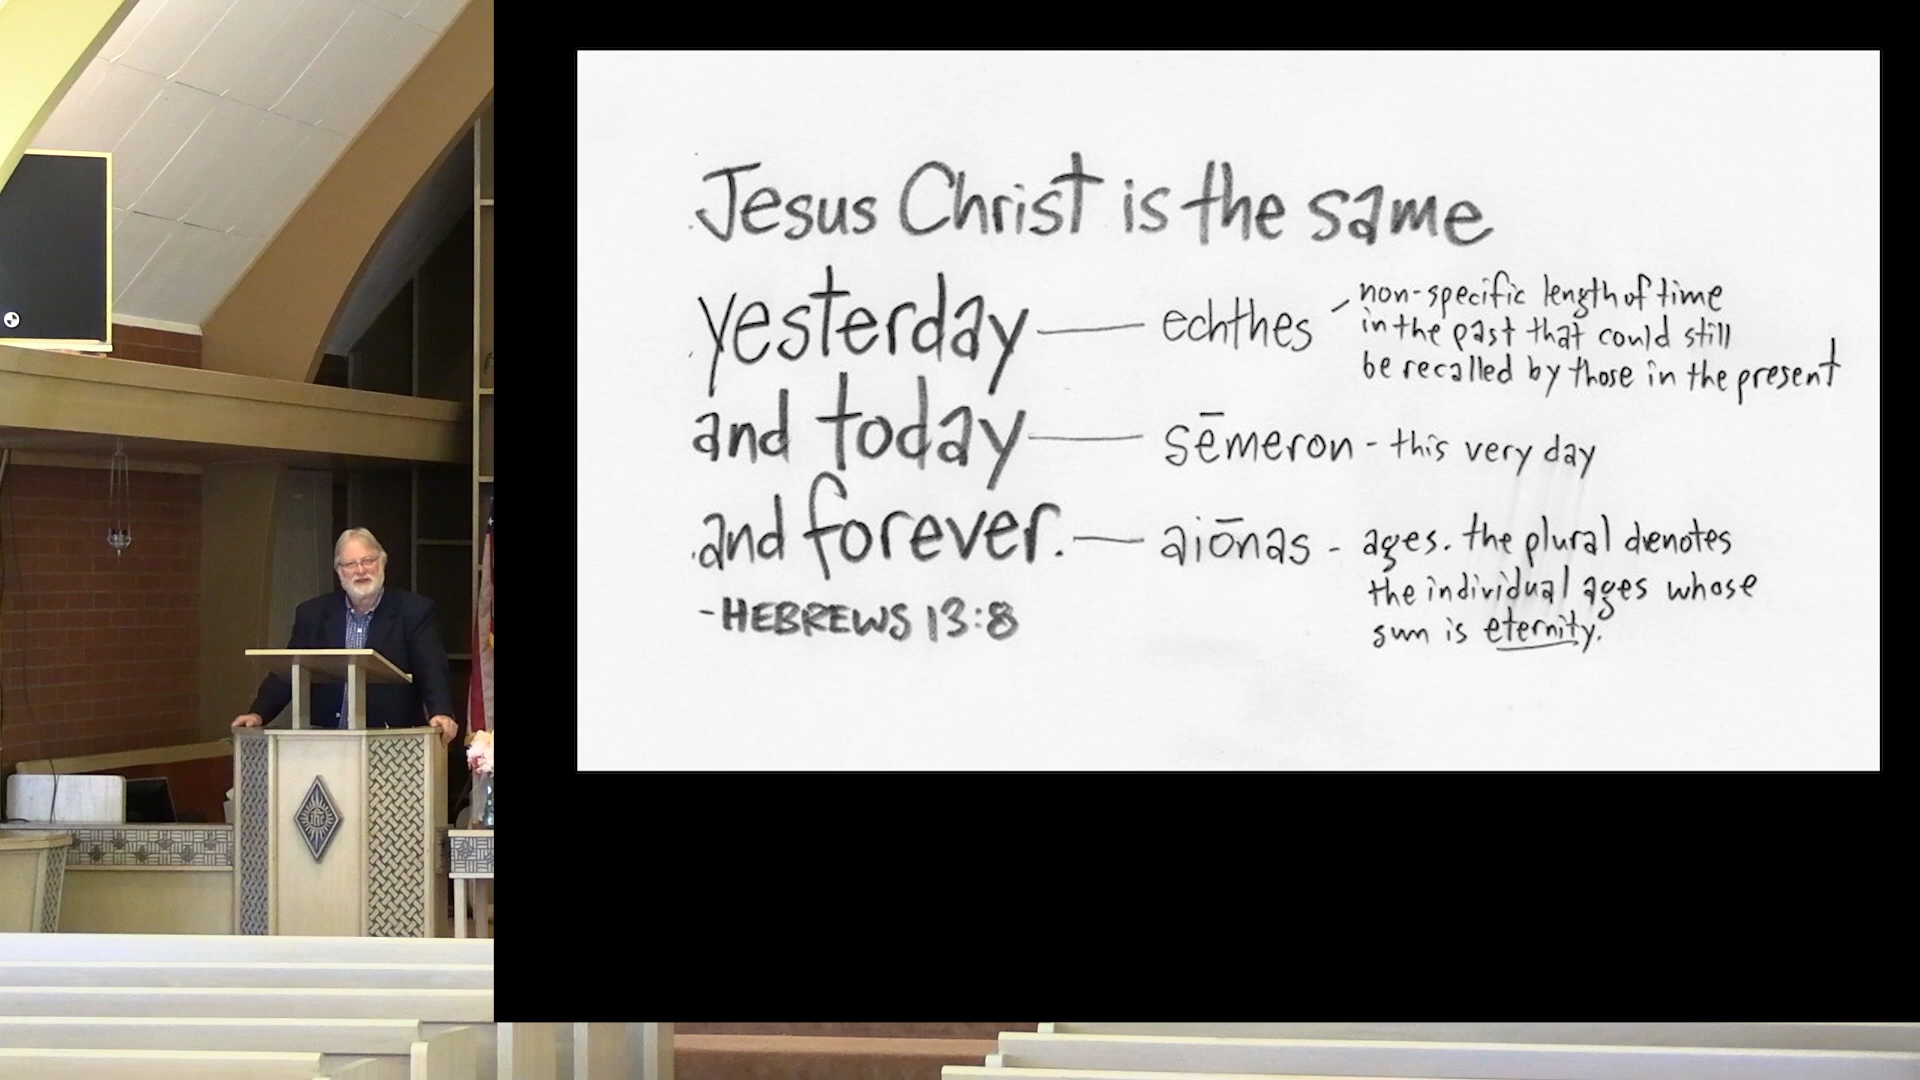 Jesus Christ is the same
yesterday — echthes - non-specific length of time
in the past that could still
be recalled by those in the present
and today — sēmeron - this very day
and forever. — aiōnas - ages. the plural denotes
the individual ages whose
sum is eternity.
- HEBREWS 13:8
IHC